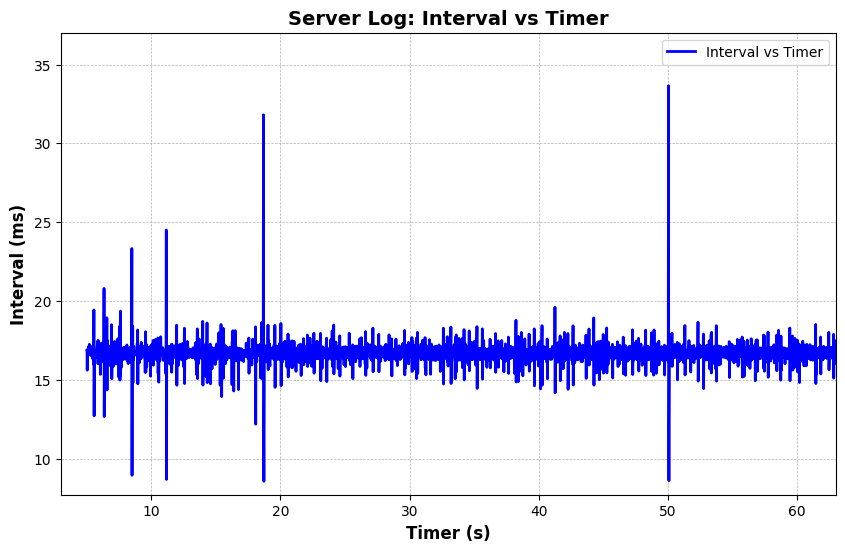 Server Log: Interval vs Timer
Interval vs Timer
35
30
25
20
15
10
Interval (ms)
10 20 30 40 50 60
Timer (s)